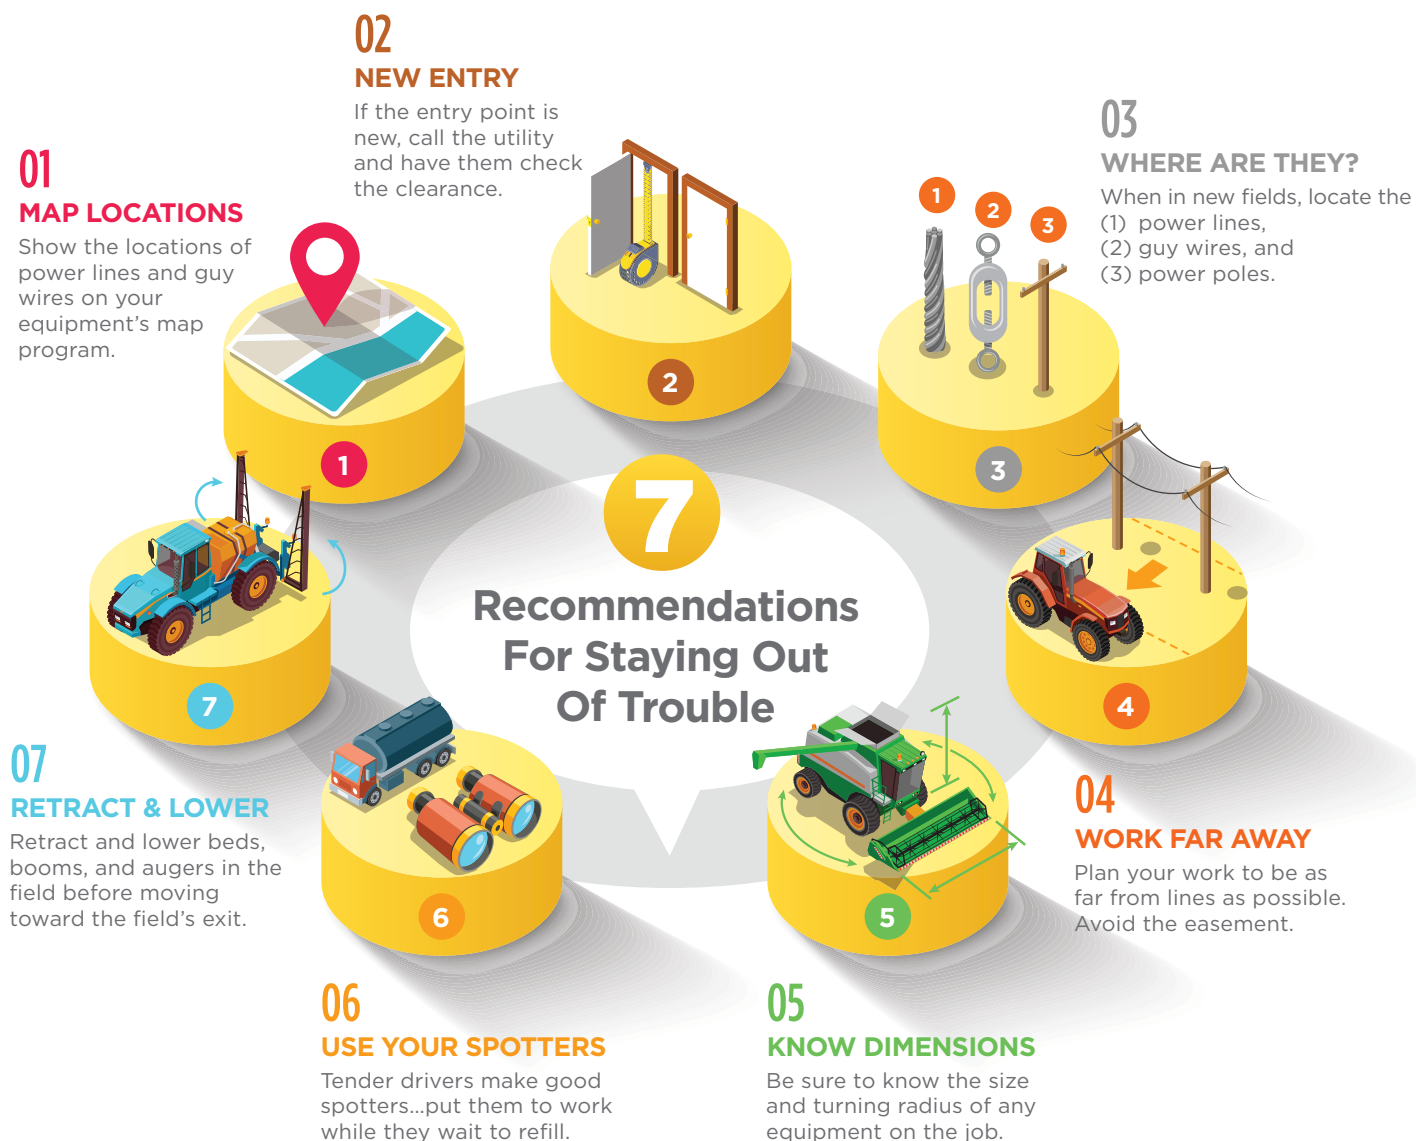 7
Recommendations
For Staying Out
Of Trouble
01
MAP LOCATIONS
Show the locations of
power lines and guy
wires on your
equipment's map
program.
1
02
NEW ENTRY
If the entry point is
new, call the utility
and have them check
the clearance.
2
03
WHERE ARE THEY?
When in new fields, locate the
(1) power lines,
(2) guy wires, and
(3) power poles.
1
2
3
3
04
WORK FAR AWAY
Plan your work to be as
far from lines as possible.
Avoid the easement.
4
05
KNOW DIMENSIONS
Be sure to know the size
and turning radius of any
equipment on the job.
5
06
USE YOUR SPOTTERS
Tender drivers make good
spotters...put them to work
while they wait to refill.
6
07
RETRACT & LOWER
Retract and lower beds,
booms, and augers in the
field before moving
toward the field's exit.
7